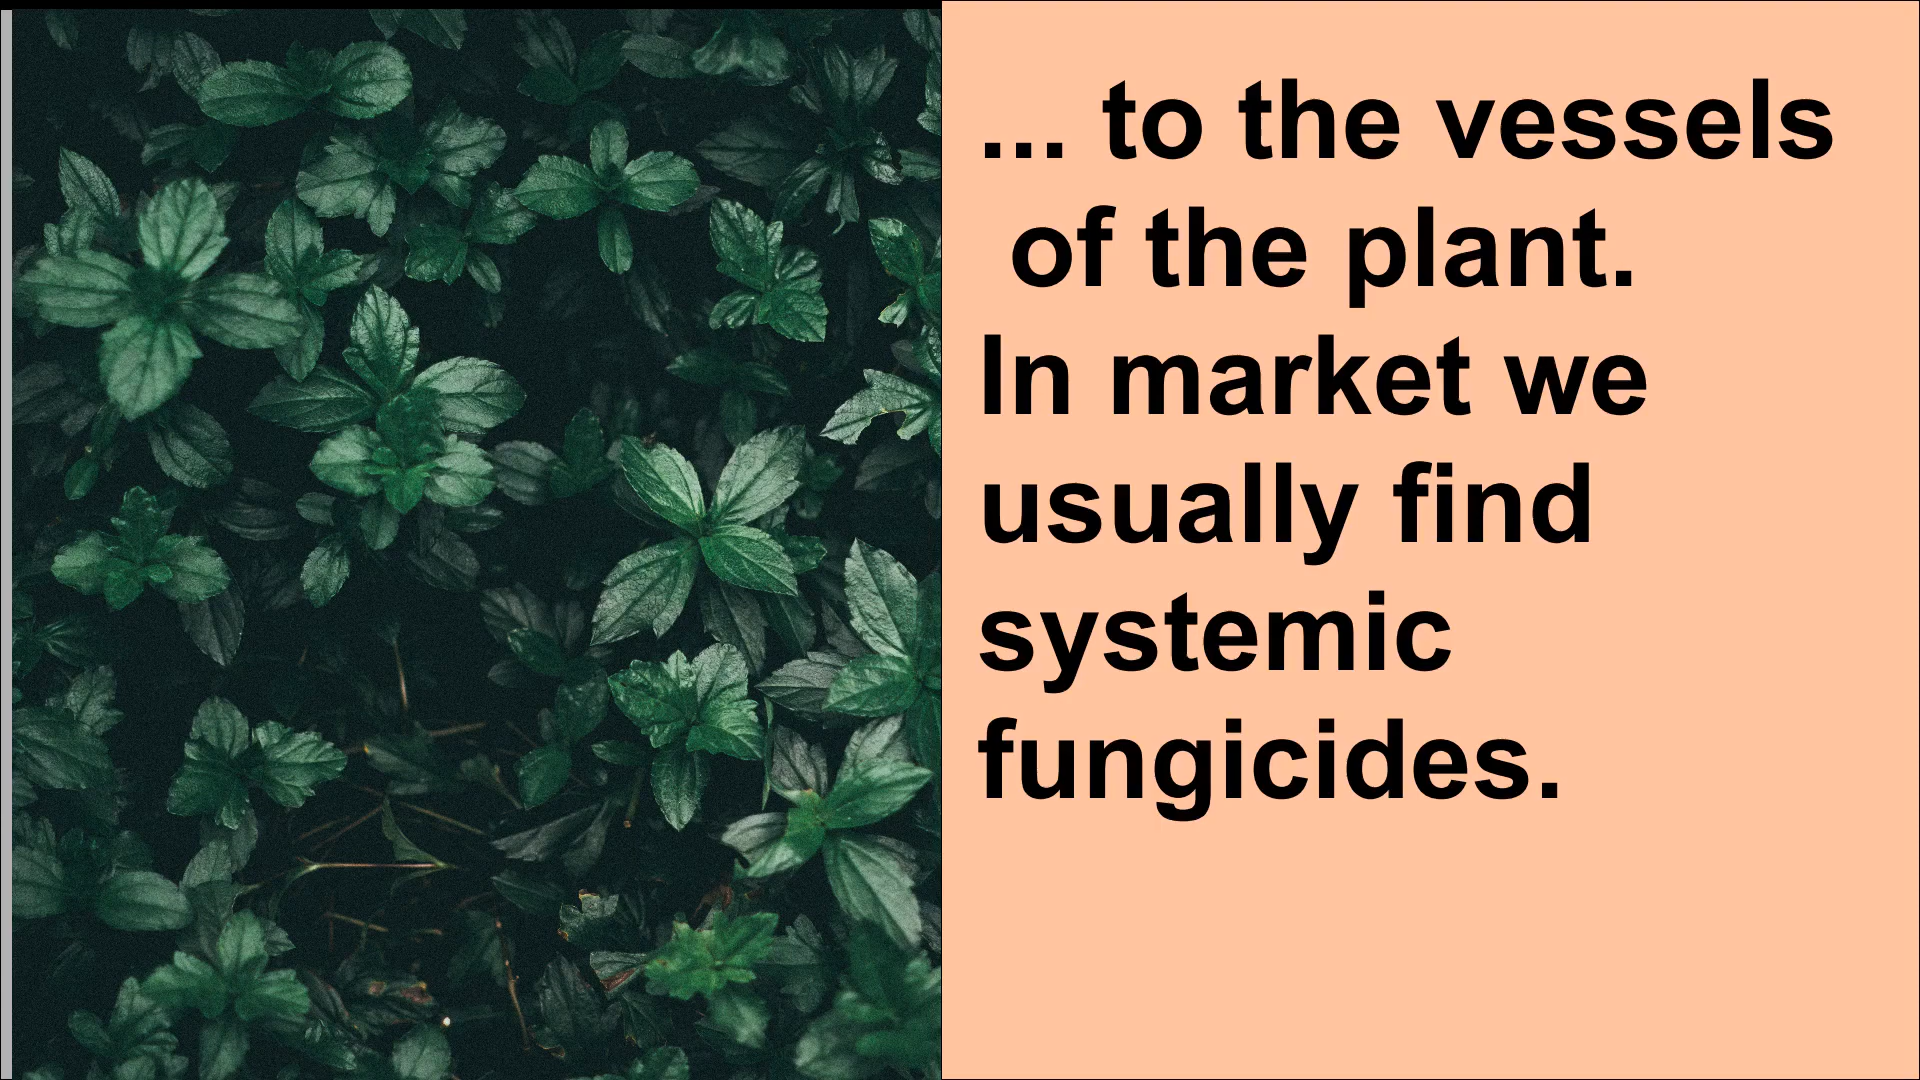 ... to the vessels
of the plant.
In market we
usually find
systemic
fungicides.